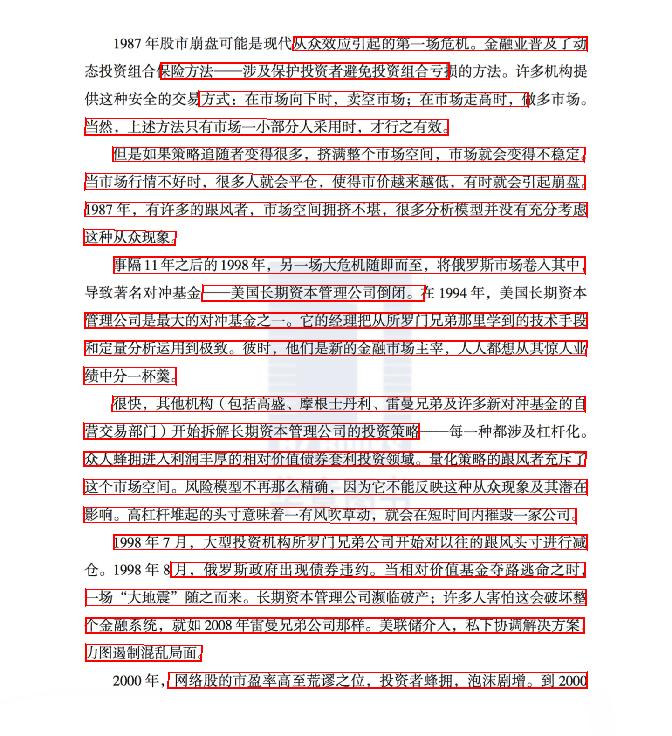 1987 年股市崩盘可能是现代从众效应引起的第一场危机。金融业普及了动
态投资组合保险方法——涉及保护投资者避免投资组合亏损的方法。许多机构提
供这种安全的交易方式：在市场向下时，卖空市场；在市场走高时，做多市场。
当然，上述方法只有市场一小部分人采用时，才行之有效。
但是如果策略追随者变得很多，挤满整个市场空间，市场就会变得不稳定。
当市场行情不好时，很多人就会平仓，使得市价越来越低，有时就会引起崩盘。
1987 年，有许多的跟风者，市场空间拥挤不堪，很多分析模型并没有充分考虑
这种从众现象。
事隔 11 年之后的 1998 年，另一场大危机随即而至，将俄罗斯市场卷入其中，
导致著名对冲基金——美国长期资本管理公司倒闭。在 1994 年，美国长期资本
管理公司是最大的对冲基金之一。它的经理把从所罗门兄弟那里学到的技术手段
和定量分析运用到极致。彼时，他们是新的金融市场主宰，人人都想从其惊人业
绩中分一杯羹。
很快，其他机构（包括高盛、摩根士丹利、雷曼兄弟及许多新对冲基金的自
营交易部门）开始拆解长期资本管理公司的投资策略——每一种都涉及杠杆化。
众人蜂拥进入利润丰厚的相对价值债券套利投资领域。量化策略的跟风者充斥了
这个市场空间。风险模型不再那么精确，因为它不能反映这种从众现象及其潜在
影响。高杠杆堆起的头寸意味着一有风吹草动，就会在短时间内摧毁一家公司。
1998 年 7 月，大型投资机构所罗门兄弟公司开始对以往的跟风头寸进行减
仓。1998 年 8 月，俄罗斯政府出现债券违约。当相对价值基金夺路逃命之时，
一场“大地震”随之而来。长期资本管理公司濒临破产；许多人害怕这会破坏整
个金融系统，就如 2008 年雷曼兄弟公司那样。美联储介入，私下协调解决方案，
力图遏制混乱局面。
2000 年，网络股的市盈率高至荒谬之位，投资者蜂拥，泡沫剧增。到 2000